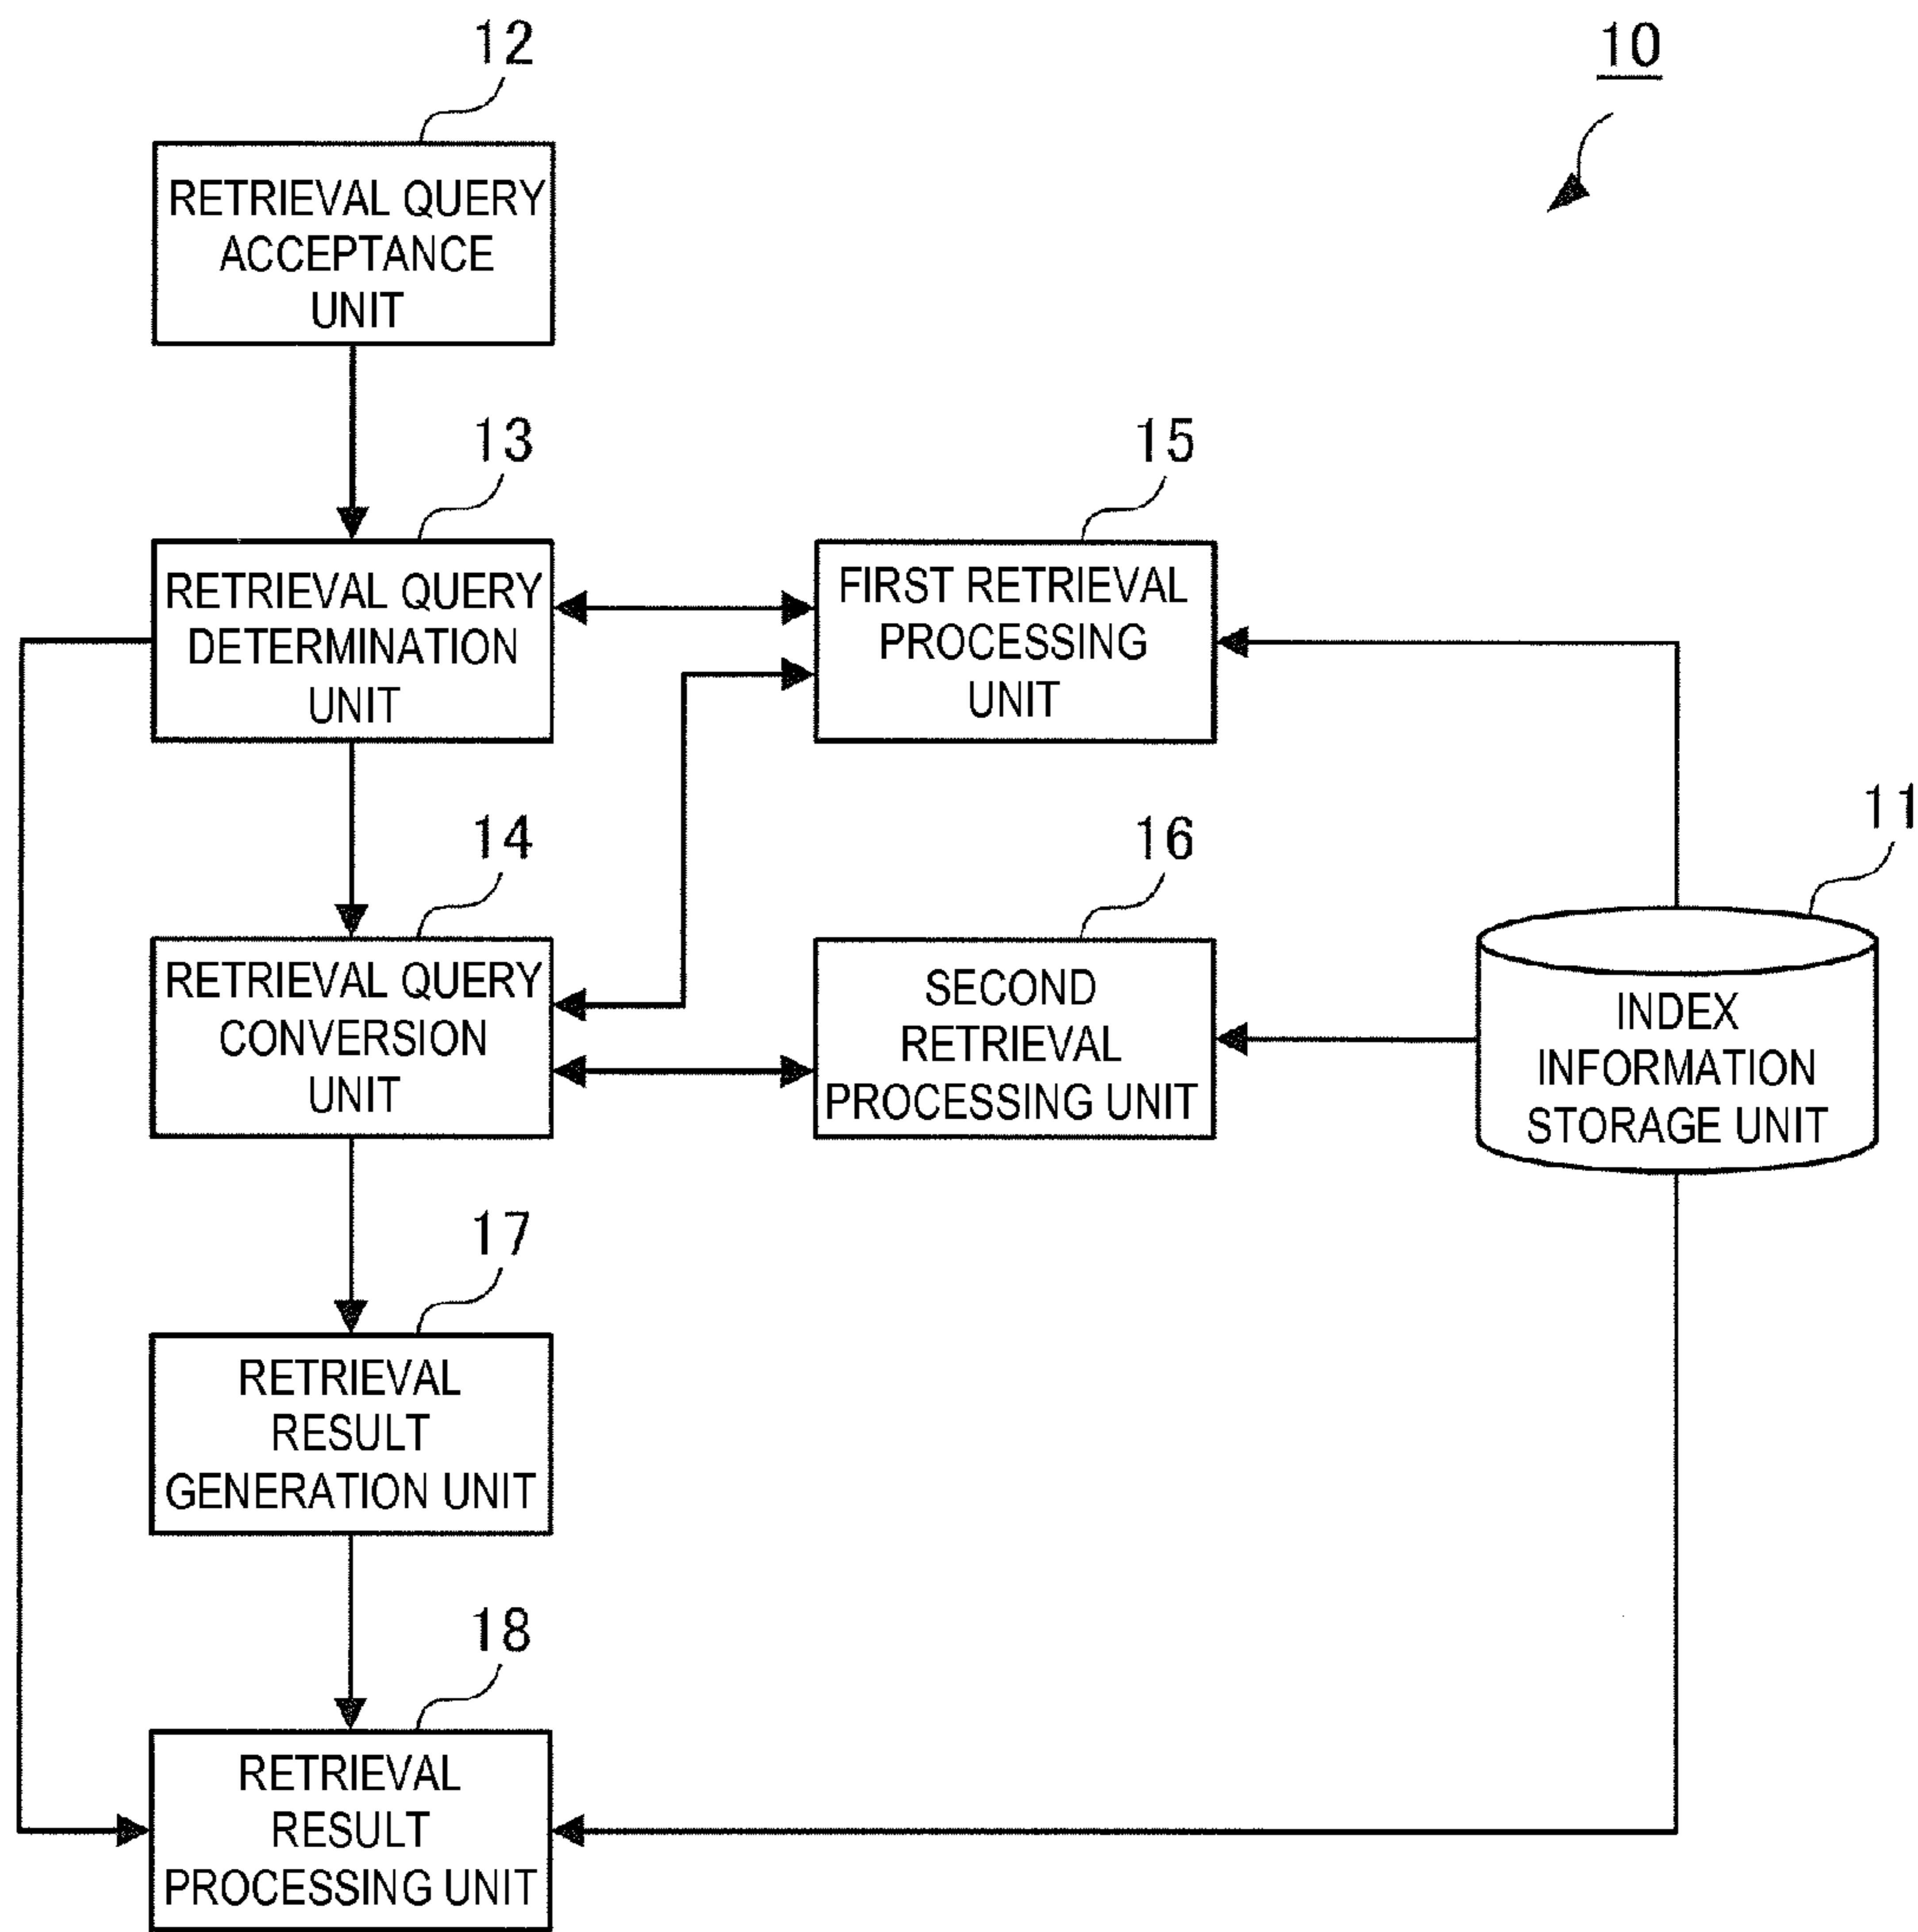 10
12
RETRIEVAL QUERY
ACCEPTANCE
UNIT
13
RETRIEVAL QUERY
DETERMINATION
UNIT
15
FIRST RETRIEVAL
PROCESSING
UNIT
14
RETRIEVAL QUERY
CONVERSION
UNIT
16
SECOND
RETRIEVAL
PROCESSING UNIT
11
INDEX
INFORMATION
STORAGE UNIT
17
RETRIEVAL
RESULT
GENERATION UNIT
18
RETRIEVAL
RESULT
PROCESSING UNIT